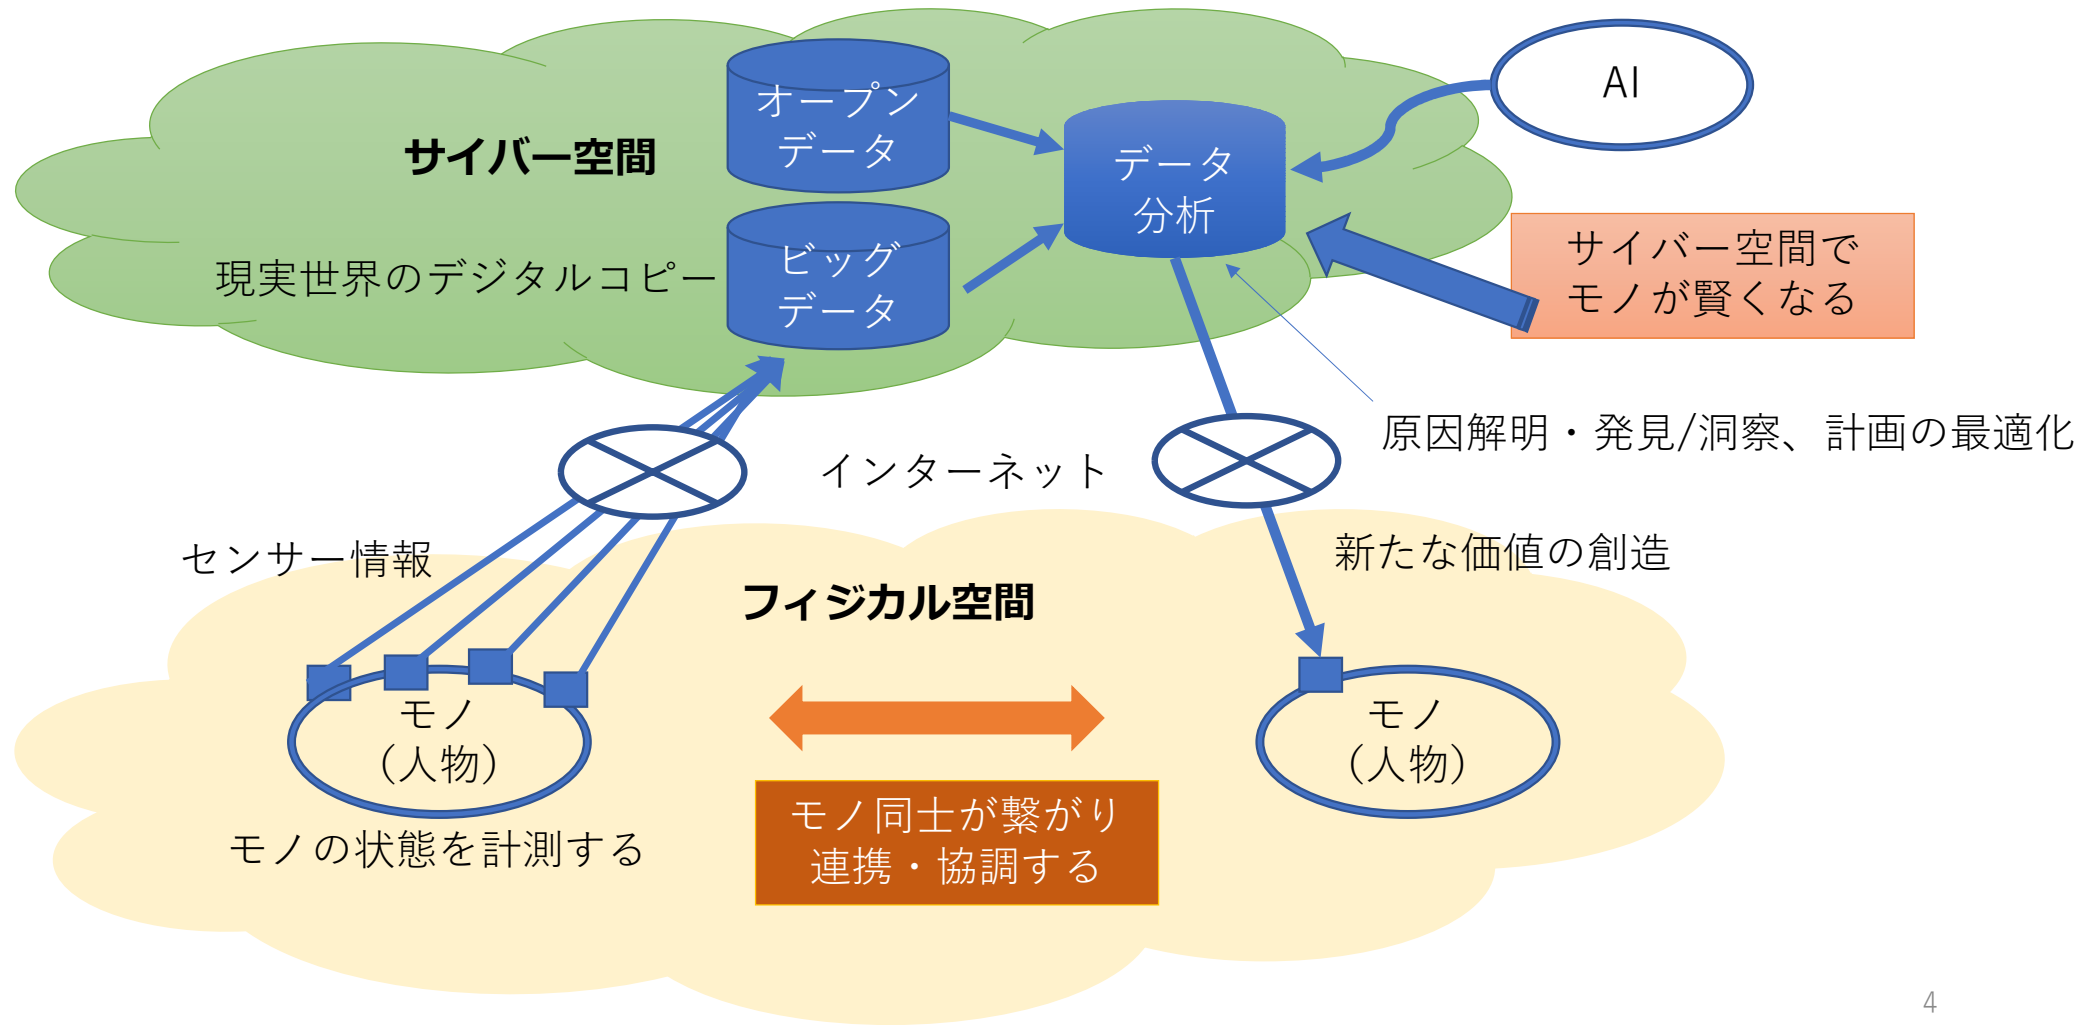 オープン
データ
AI
サイバー空間
データ
分析
ビッグ
データ
現実世界のデジタルコピー
サイバー空間で
モノが賢くなる
原因解明・発見/洞察、計画の最適化
インターネット
センサー情報
新たな価値の創造
フィジカル空間
モノ
（人物）
モノ
（人物）
モノの状態を計測する
モノ同士が繋がり
連携・協調する
4